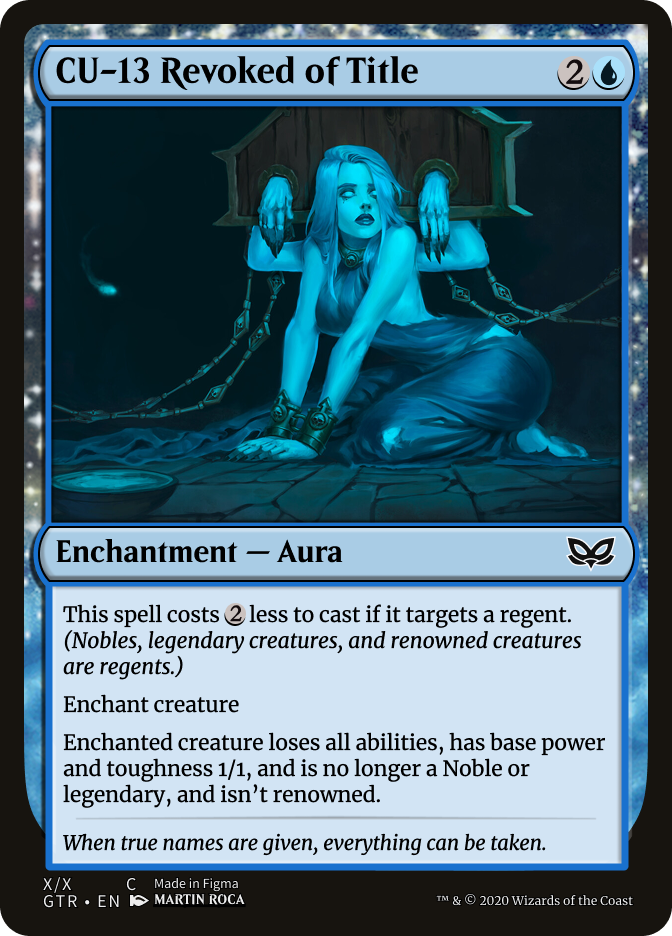 CU-13 Revoked of Title 2
Enchantment — Aura
This spell costs 2 less to cast if it targets a regent.
(Nobles, legendary creatures, and renowned creatures
are regents.)
Enchant creature
Enchanted creature loses all abilities, has base power
and toughness 1/1, and is no longer a Noble or
legendary, and isn't renowned.
When true names are given, everything can be taken.
X/X C Made in Figma
GTR • EN MARTIN ROCA ™ & © 2020 Wizards of the Coast